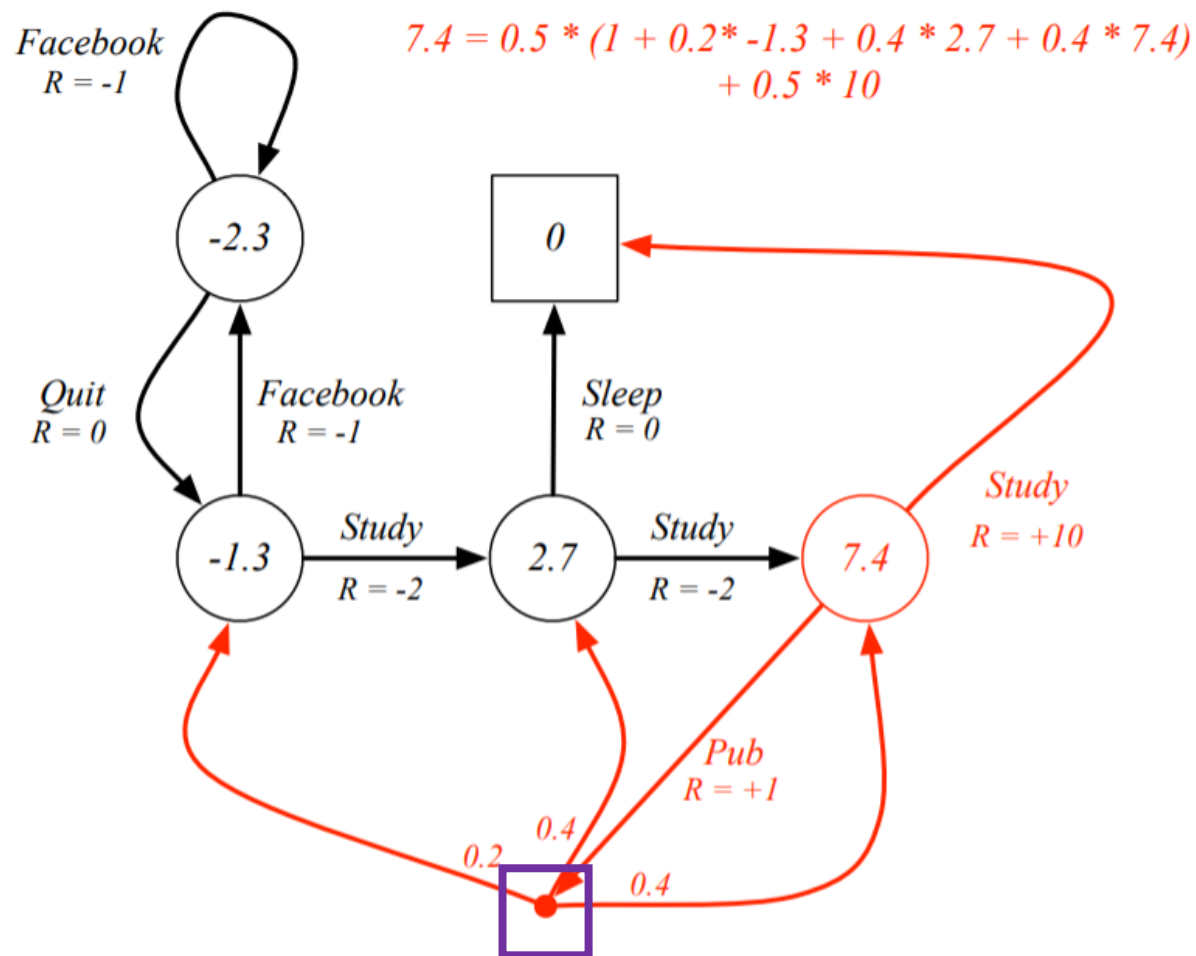 Facebook
R = -1
7.4 = 0.5 * (1 + 0.2* -1.3 + 0.4 * 2.7 + 0.4 * 7.4)
+ 0.5 * 10
-2.3
0
Quit
R = 0
Facebook
R = -1
Sleep
R = 0
Study
R = +10
-1.3
Study
R = -2
2.7
Study
R = -2
7.4
Pub
R = +1
0.4
0.2
0.4